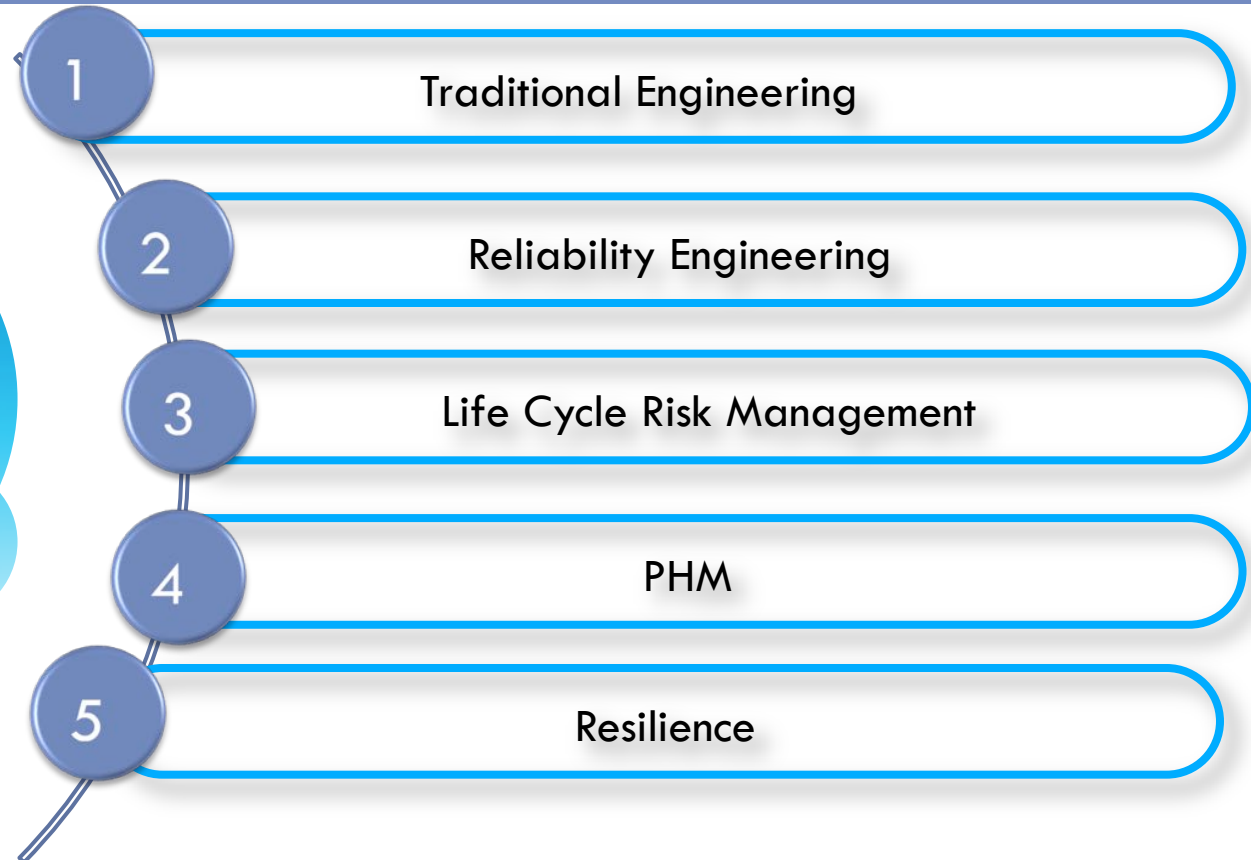 1
Traditional Engineering
2
Reliability Engineering
3
Life Cycle Risk Management
4
PHM
5
Resilience